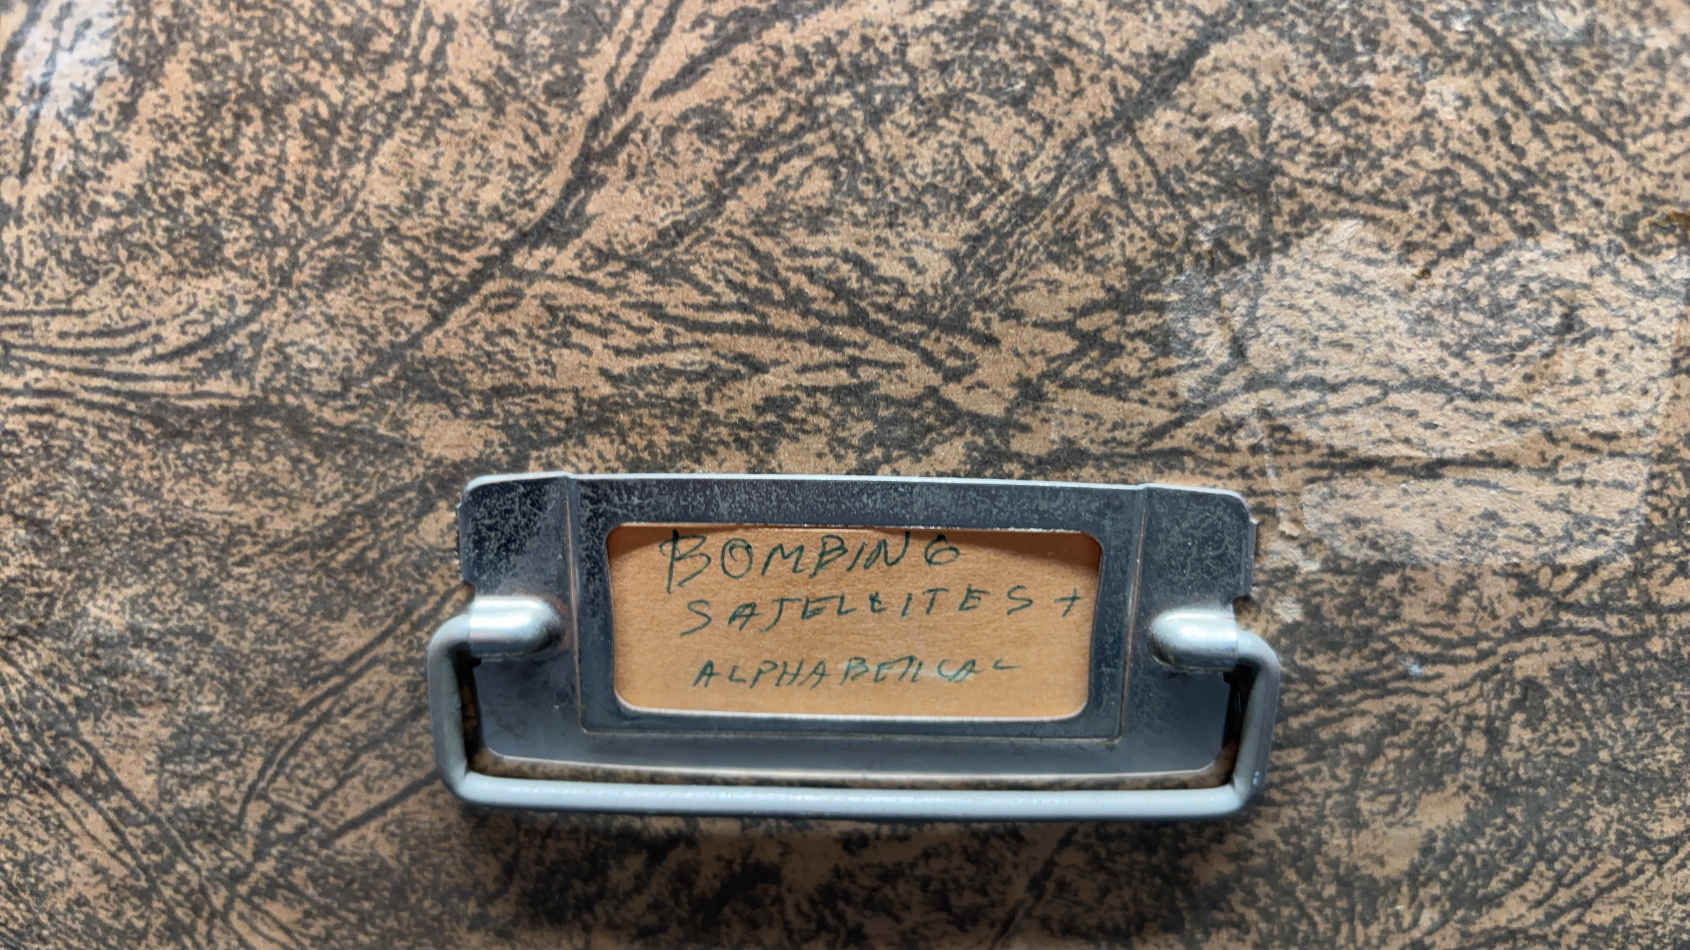 BOMBING
SATELLITES +
ALPHABETICAL